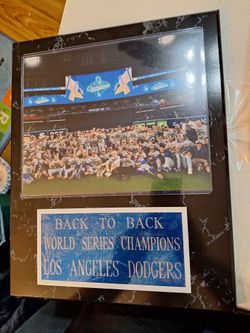 BACK TO BACK
WORLD SERIES CHAMPIONS
LOS ANGELES DODGERS